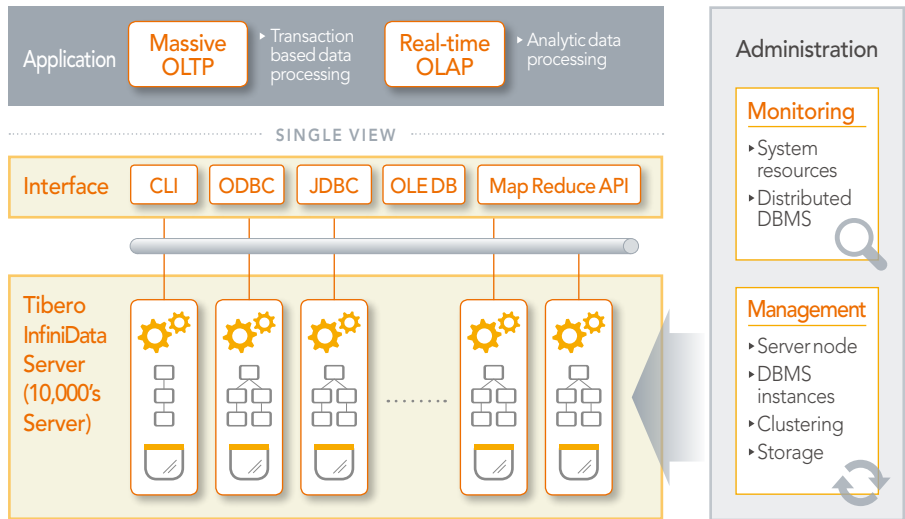 Application
Massive
OLTP
‣ Transaction
based data
processing
Real-time
OLAP
‣ Analytic data
processing
SINGLE VIEW
Interface
CLI
ODBC
JDBC
OLE DB
Map Reduce API
Tibero
InfiniData
Server
(10,000's
Server)
Administration
Monitoring
‣ System
resources
‣ Distributed
DBMS
Management
‣ Server node
‣ DBMS
instances
‣ Clustering
‣ Storage